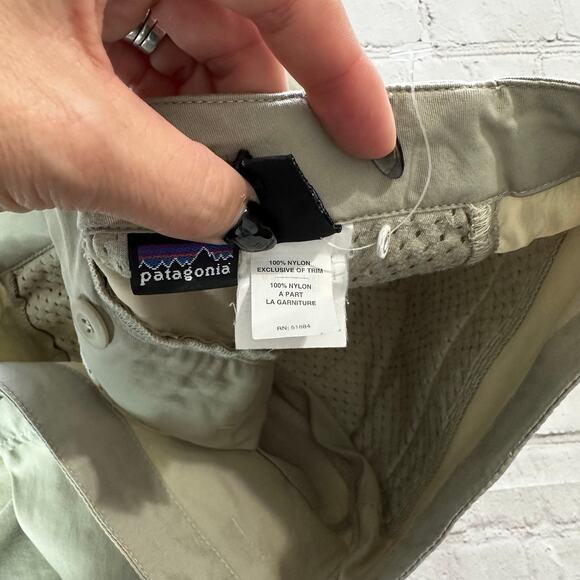 patagonia
100% NYLON
EXCLUSIVE OF TRIM
100% NYLON
A PART
LA GARNITURE
RN: 51884